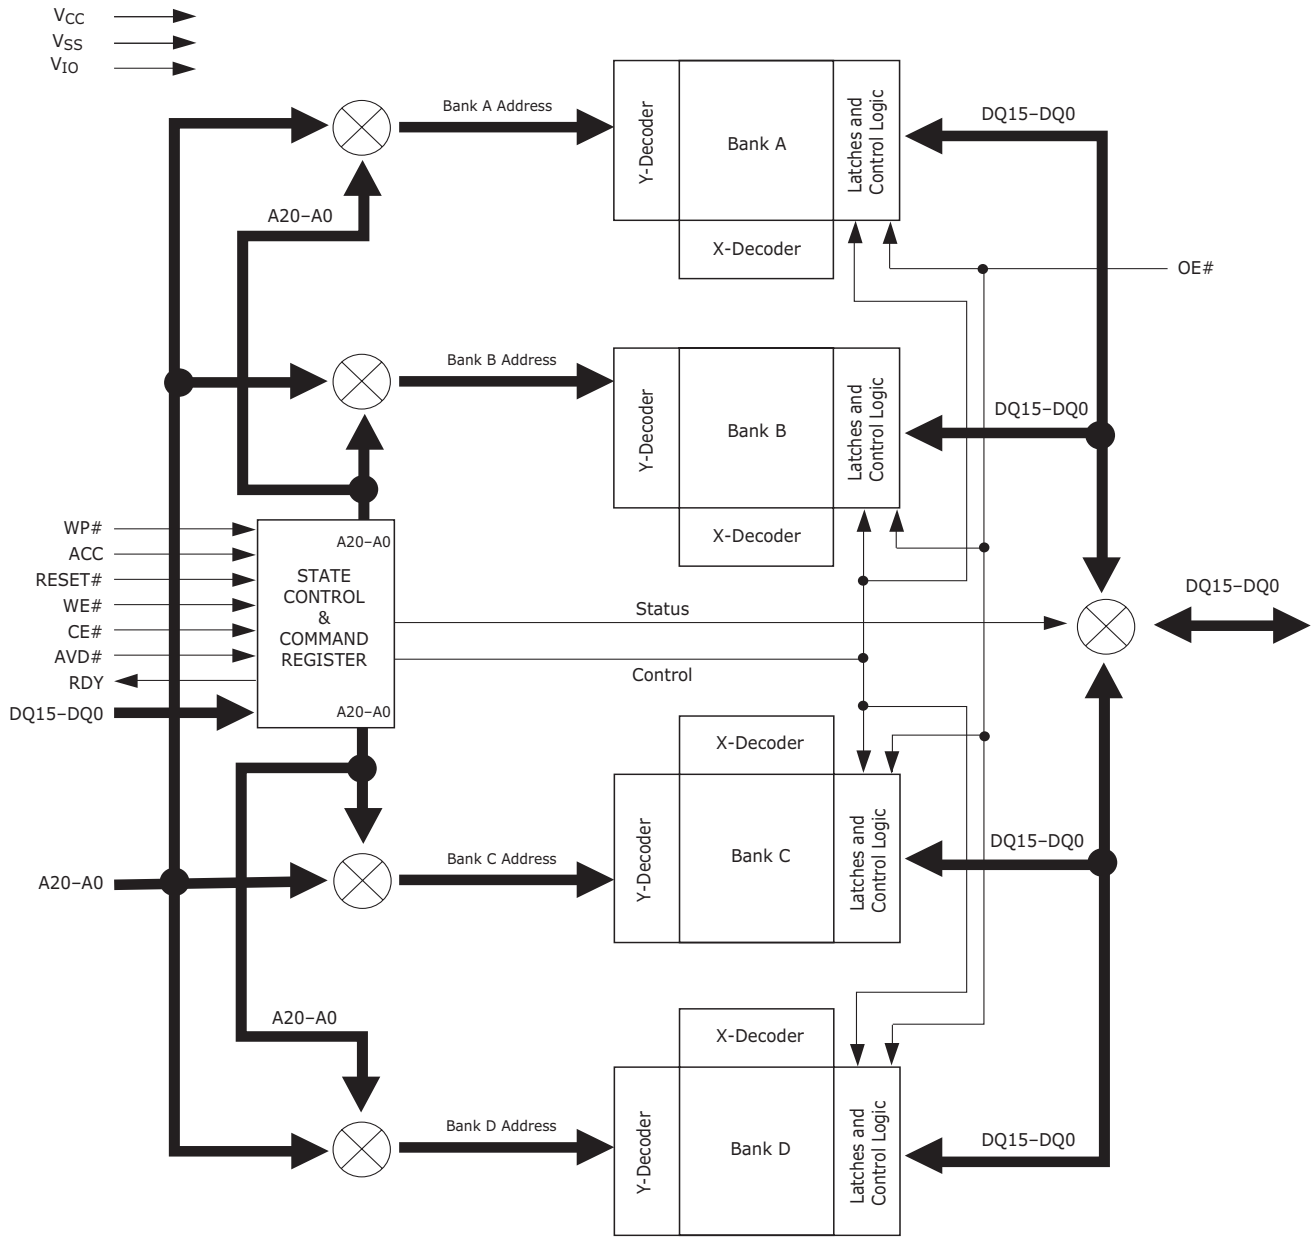 VCC
VSS
VIO
Bank A Address
Y-Decoder
Bank A
Latches and
Control Logic
DQ15–DQ0
A20–A0
X-Decoder
OE#
Bank B Address
Y-Decoder
Bank B
Latches and
Control Logic
DQ15–DQ0
X-Decoder
WP#
ACC
RESET#
WE#
CE#
AVD#
RDY
DQ15–DQ0
A20–A0
STATE
CONTROL
&
COMMAND
REGISTER
A20–A0
Status
Control
DQ15–DQ0
X-Decoder
Bank C Address
Y-Decoder
Bank C
Latches and
Control Logic
DQ15–DQ0
A20–A0
A20–A0
X-Decoder
Bank D Address
Y-Decoder
Bank D
Latches and
Control Logic
DQ15–DQ0